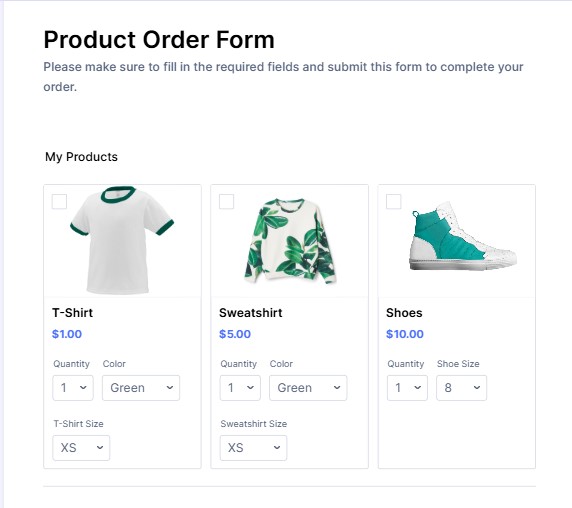 Product Order Form
Please make sure to fill in the required fields and submit this form to complete your
order.
My Products
T-Shirt
$1.00
Quantity Color
1 Green
T-Shirt Size
XS
Sweatshirt
$5.00
Quantity Color
1 Green
Sweatshirt Size
XS
Shoes
$10.00
Quantity Shoe Size
1 8